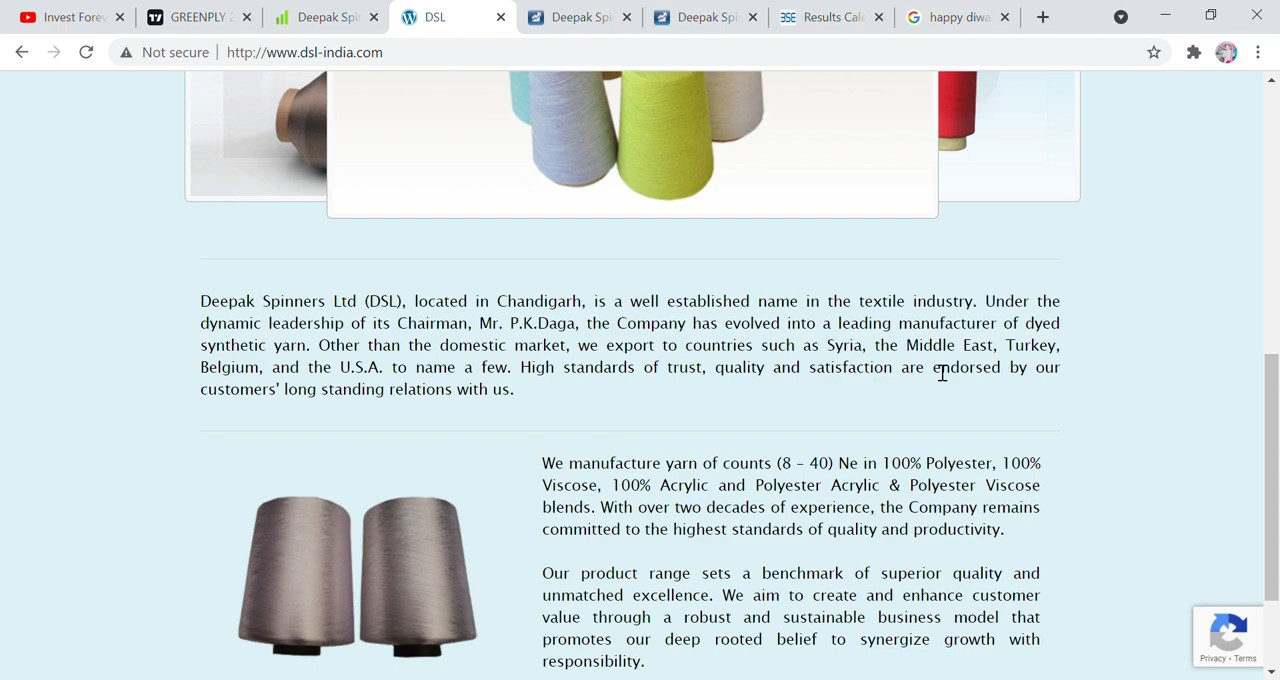 Invest Forev
GREENPLY 2
Deepak Spin
DSL
Deepak Spi
Deepak Spi
BSE Results Cale
happy diwa
Not secure
http://www.dsl-india.com
Deepak Spinners Ltd (DSL), located in Chandigarh, is a well established name in the textile industry. Under the
dynamic leadership of its Chairman, Mr. P.K.Daga, the Company has evolved into a leading manufacturer of dyed
synthetic yarn. Other than the domestic market, we export to countries such as Syria, the Middle East, Turkey,
Belgium, and the U.S.A. to name a few. High standards of trust, quality and satisfaction are endorsed by our
customers' long standing relations with us.
We manufacture yarn of counts (8 – 40) Ne in 100% Polyester, 100%
Viscose, 100% Acrylic and Polyester Acrylic & Polyester Viscose
blends. With over two decades of experience, the Company remains
committed to the highest standards of quality and productivity.
Our product range sets a benchmark of superior quality and
unmatched excellence. We aim to create and enhance customer
value through a robust and sustainable business model that
promotes our deep rooted belief to synergize growth with
responsibility.
Privacy - Terms